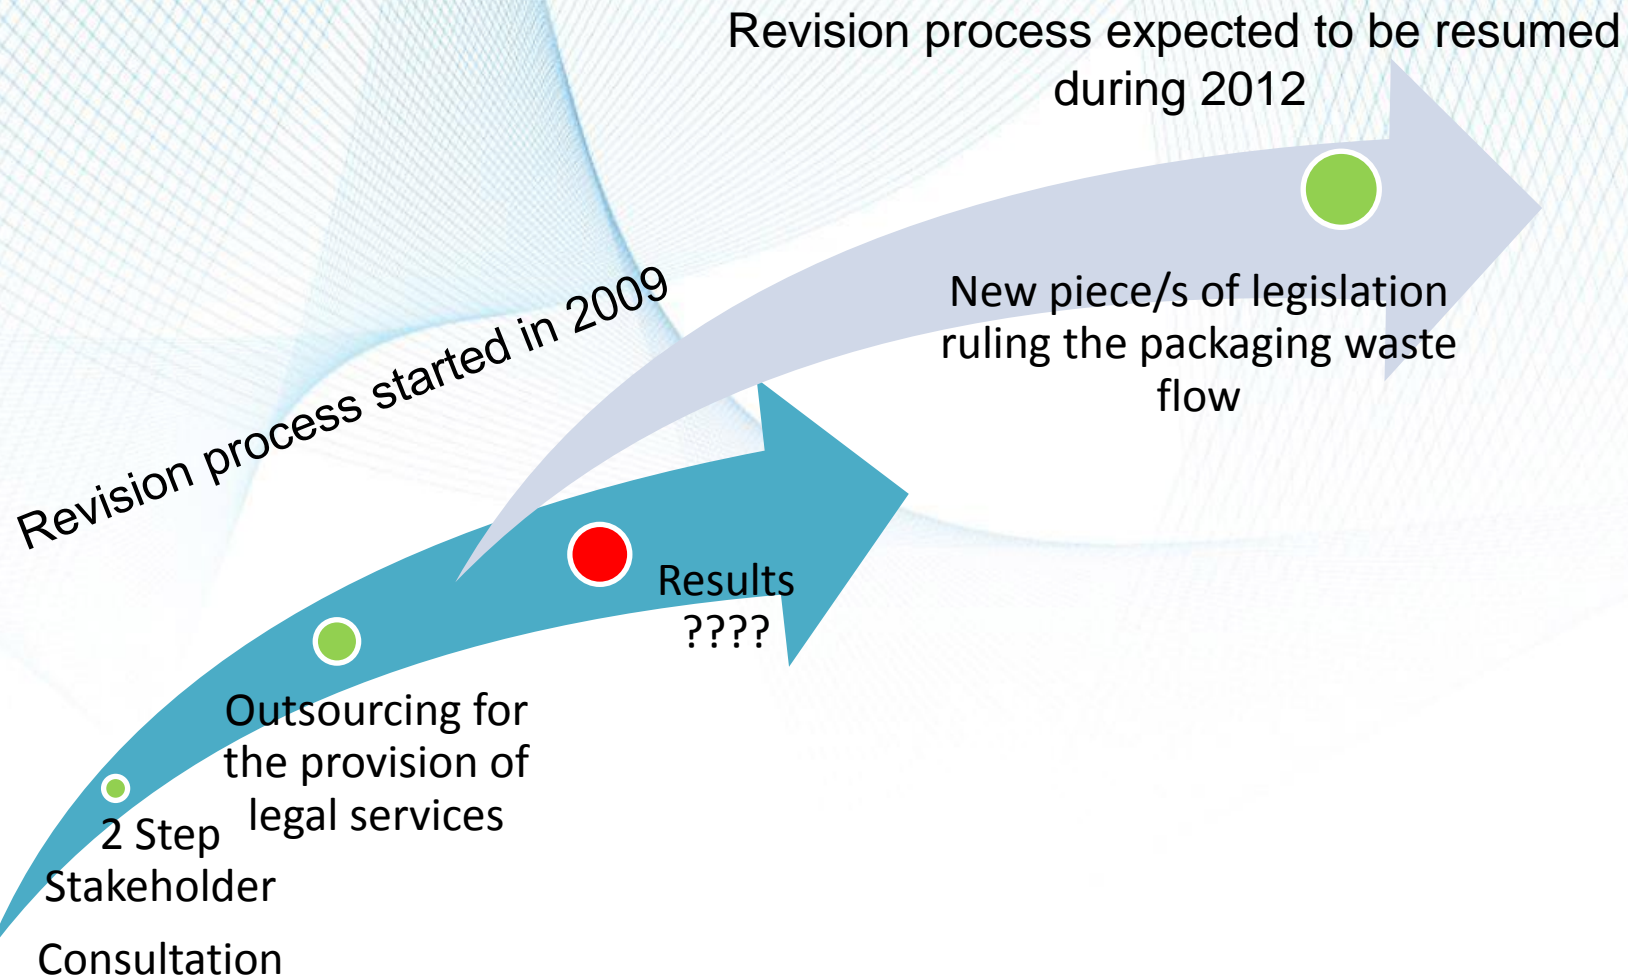 Revision process expected to be resumed
during 2012
New piece/s of legislation
ruling the packaging waste
flow
Revision process started in 2009
Results
????
Outsourcing for
the provision of
legal services
2 Step
Stakeholder
Consultation